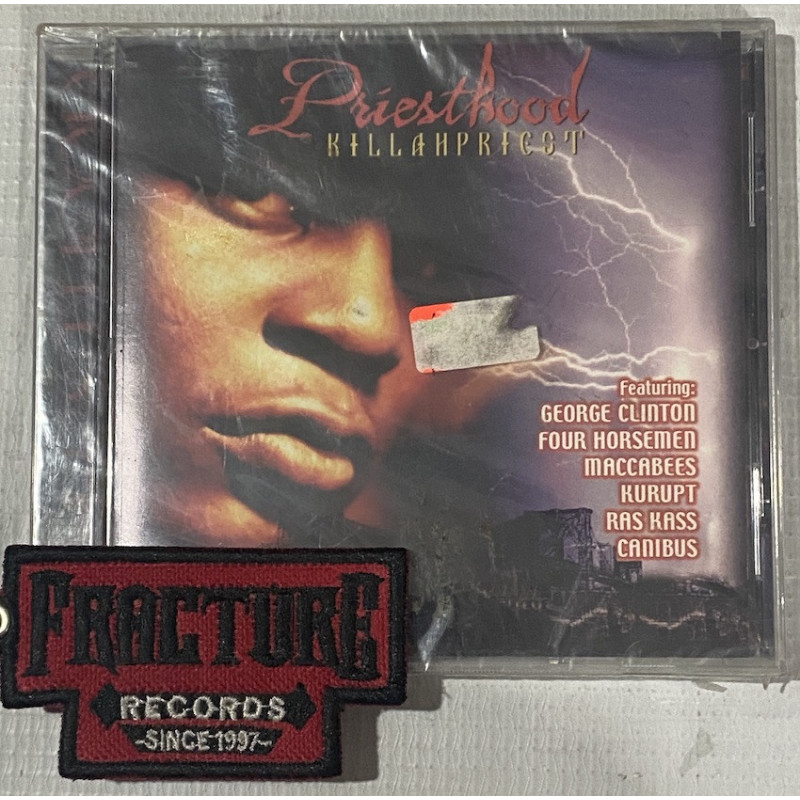 Priesthood
KILLAHPRIEST
Featuring:
GEORGE CLINTON
FOUR HORSEMEN
MACCABEES
KURUPT
RAS KASS
CANIBUS
FRACTURE
RECORDS
-SINCE 1997-